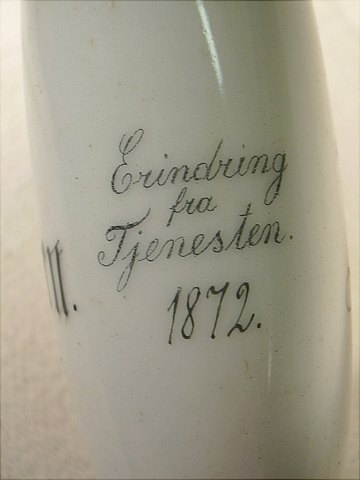 Erindring
fra
Tjenesten.
1872.